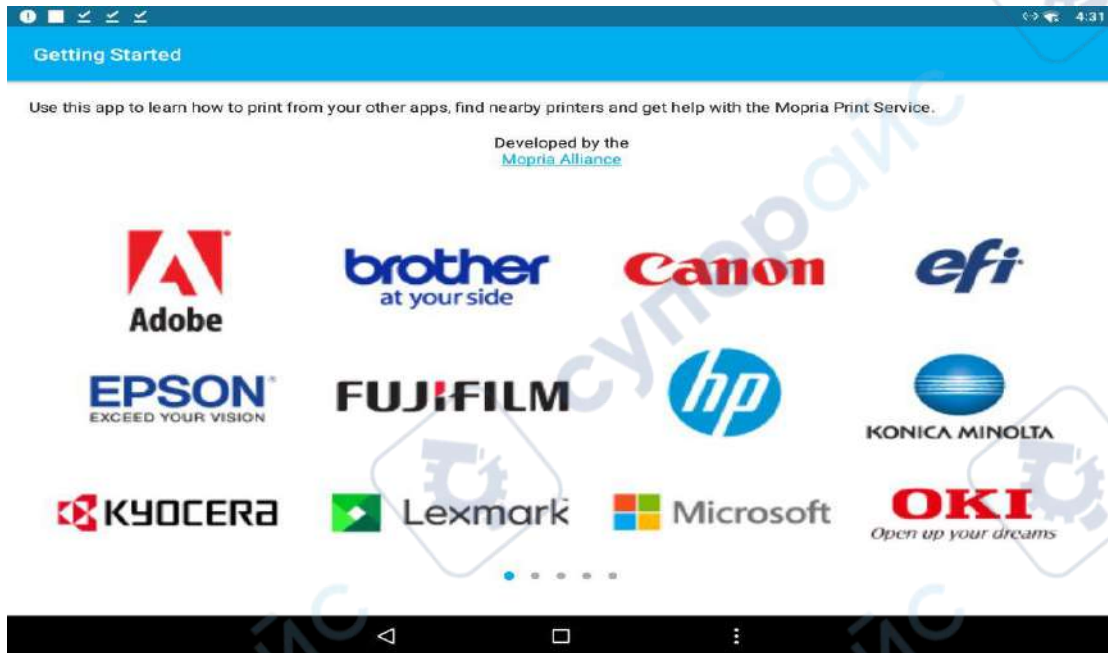 4:31
Getting Started
Use this app to learn how to print from your other apps, find nearby printers and get help with the Mopria Print Service.
Developed by the
Mopria Alliance
Adobe
brother
at your side
Canon
efi
EPSON
EXCEED YOUR VISION
FUJIFILM
hp
KONICA MINOLTA
KYOCERA
Lexmark
Microsoft
OKI
Open up your dreams
суперайс